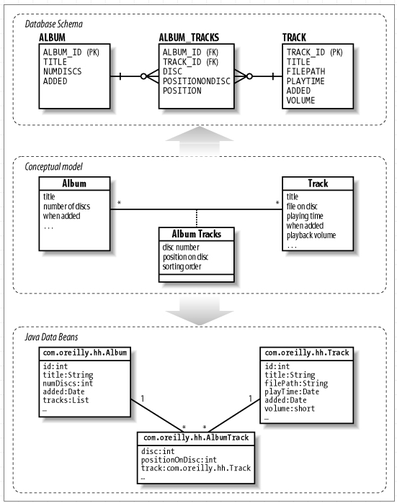 Database Schema
ALBUM
ALBUM_ID (PK)
TITLE
NUMDISCS
ADDED
ALBUM_TRACKS
ALBUM_ID (FK)
TRACK_ID (FK)
DISC
POSITIONONDISC
POSITION
TRACK
TRACK_ID (PK)
TITLE
FILEPATH
PLAYTIME
ADDED
VOLUME
Conceptual model
Album
title
number of discs
when added
...
*
*
Track
title
file on disc
playing time
when added
playback volume
...
Album Tracks
disc number
position on disc
sorting order
Java Data Beans
com.oreilly.hh.Album
id:int
title:String
numDiscs:int
added:Date
tracks:List
...
com.oreilly.hh.Track
id:int
title:String
filePath:String
playTime:Date
added:Date
volume:short
...
1
1
*
*
com.oreilly.hh.AlbumTrack
disc:int
positionOnDisc:int
track:com.oreilly.hh.Track
...